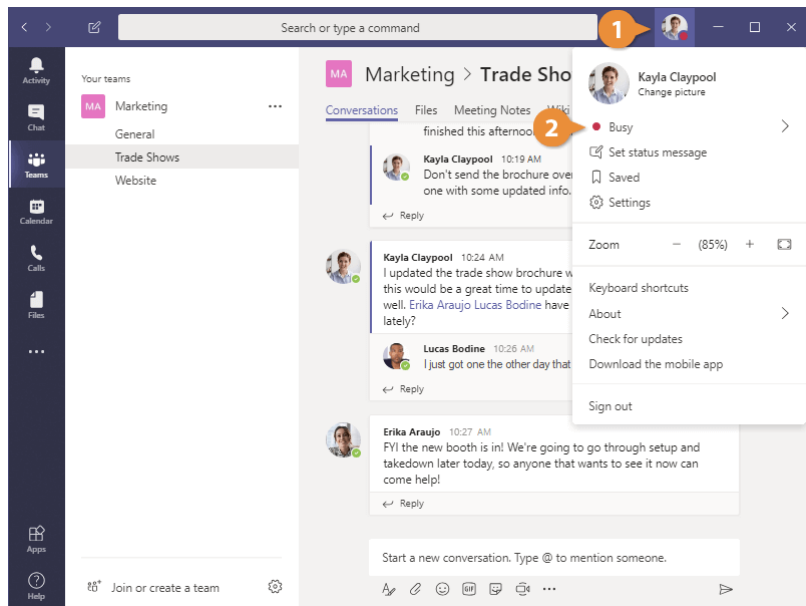 Search or type a command
1
Activity
Chat
Teams
Calendar
Calls
Files
Apps
Help
Your teams
MA Marketing
General
Trade Shows
Website
Join or create a team
MA Marketing > Trade Sho
Conversations Files Meeting Notes Wiki
finished this afternoo
Kayla Claypool 10:19 AM
Don't send the brochure ove
one with some updated info.
Reply
Kayla Claypool 10:24 AM
I updated the trade show brochure w
this would be a great time to update
well. Erika Araujo Lucas Bodine have
lately?
Lucas Bodine 10:26 AM
I just got one the other day that
Reply
Erika Araujo 10:27 AM
FYI the new booth is in! We're going to go through setup and
takedown later today, so anyone that wants to see it now can
come help!
Reply
Start a new conversation. Type @ to mention someone.
GIF
Kayla Claypool
Change picture
2
Busy
Set status message
Saved
Settings
Zoom − (85%) +
Keyboard shortcuts
About
Check for updates
Download the mobile app
Sign out